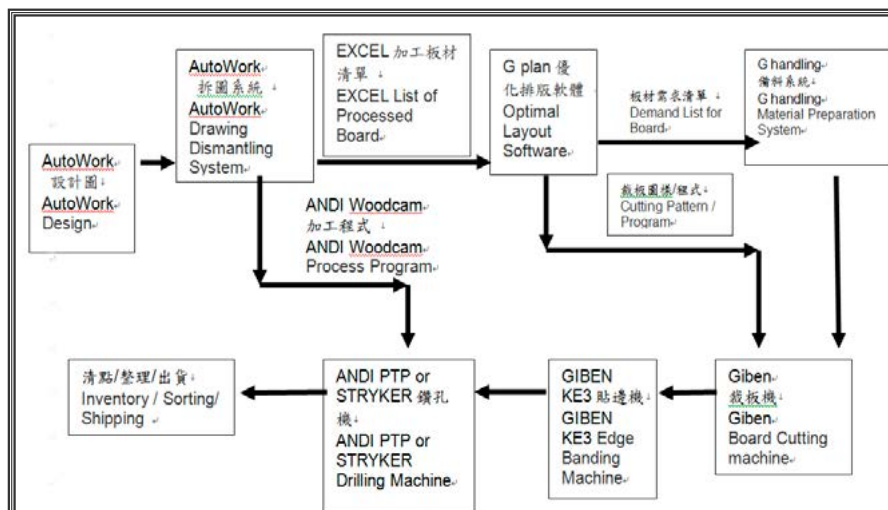 AutoWork
設計圖
AutoWork
Design
AutoWork
拆圖系統
AutoWork
Drawing
Dismantling
System
EXCEL 加工板材
清單
EXCEL List of
Processed
Board
G plan 優
化排版軟體
Optimal
Layout
Software
板材需求清單
Demand List for
Board
G handling
備料系統
G handling
Material Preparation
System
ANDI Woodcam
加工程式
ANDI Woodcam
Process Program
裁板圖樣/程式
Cutting Pattern /
Program
清點/整理/出貨
Inventory / Sorting/
Shipping
ANDI PTP or
STRYKER 鑽孔
機
ANDI PTP or
STRYKER
Drilling Machine
GIBEN
KE3 貼邊機
GIBEN
KE3 Edge
Banding
Machine
Giben
裁板機
Giben
Board Cutting
machine